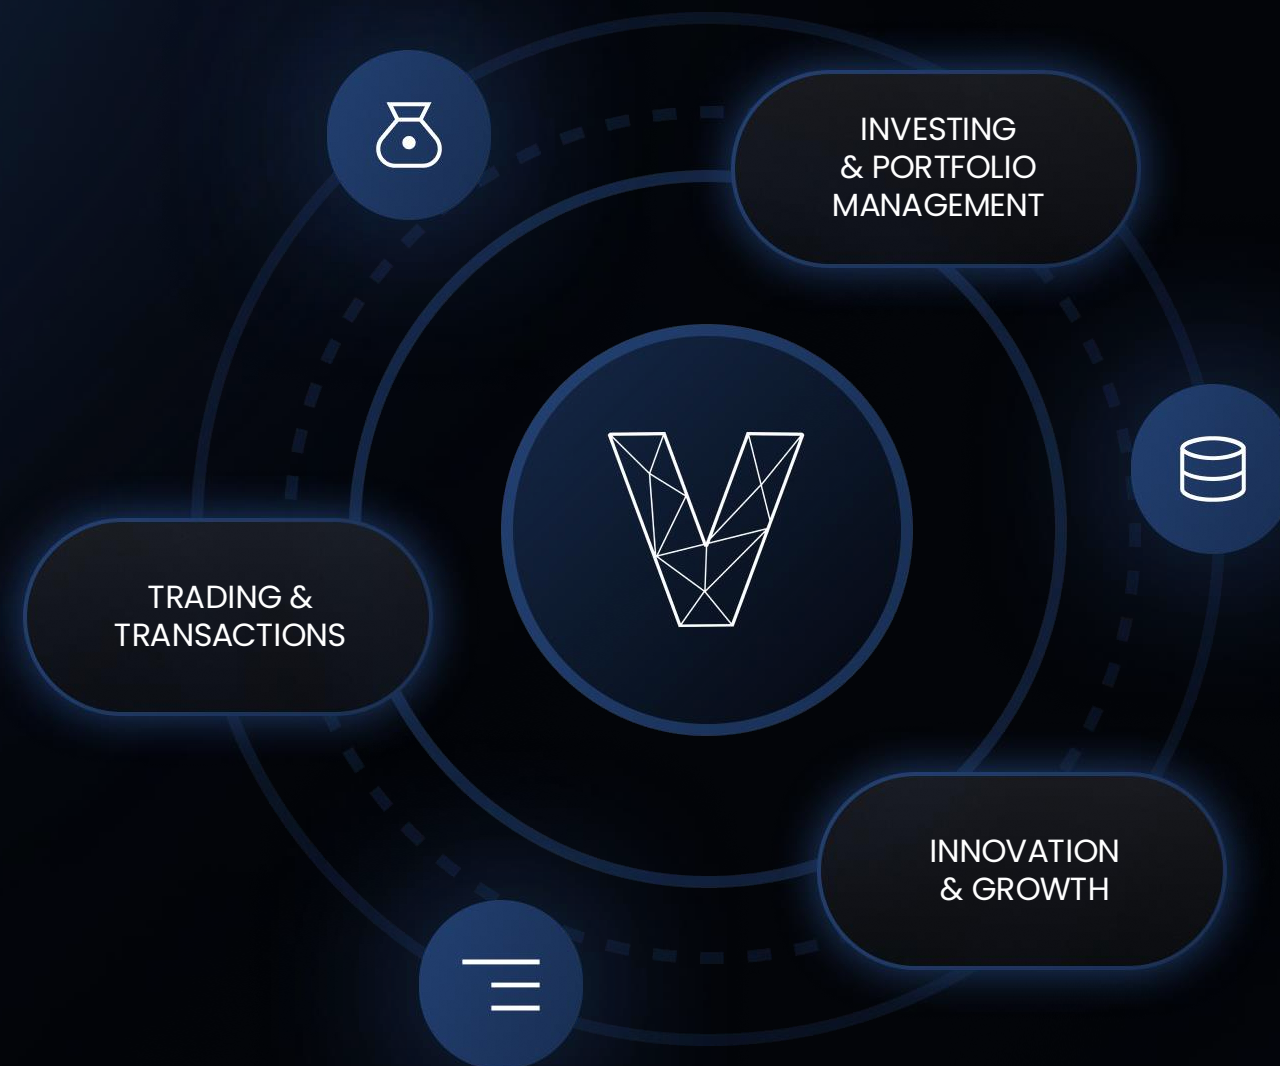 INVESTING
& PORTFOLIO
MANAGEMENT
V
TRADING &
TRANSACTIONS
INNOVATION
& GROWTH